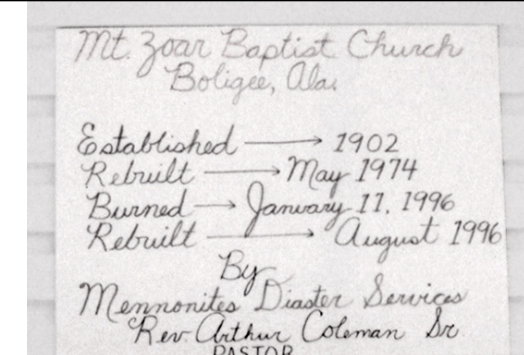 Mt. Zoar Baptist Church
Boligee, Ala.
Established → 1902
Rebuilt → May 1974
Burned → January 11, 1996
Rebuilt → August 1996
By
Mennonites Diaster Services
Rev. Arthur Coleman Sr.
PASTOR